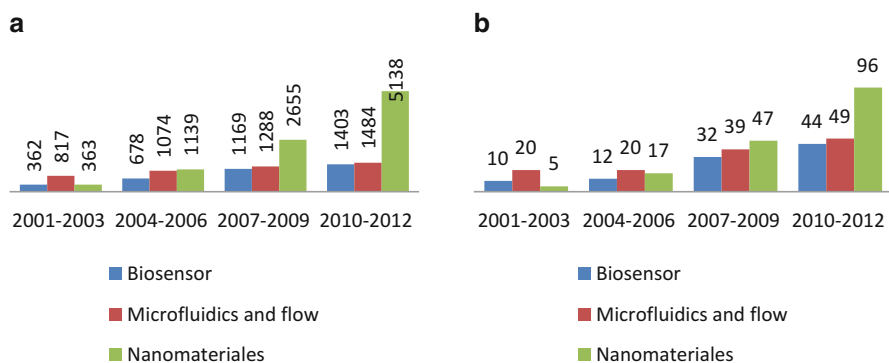 a
362 817 363 678 1074 1139 1169 1288 2655 1403 1484 5138
2001-2003 2004-2006 2007-2009 2010-2012
Biosensor
Microfluidics and flow
Nanomateriales
b
10 20 5 12 20 17 32 39 47 44 49 96
2001-2003 2004-2006 2007-2009 2010-2012
Biosensor
Microfluidics and flow
Nanomateriales